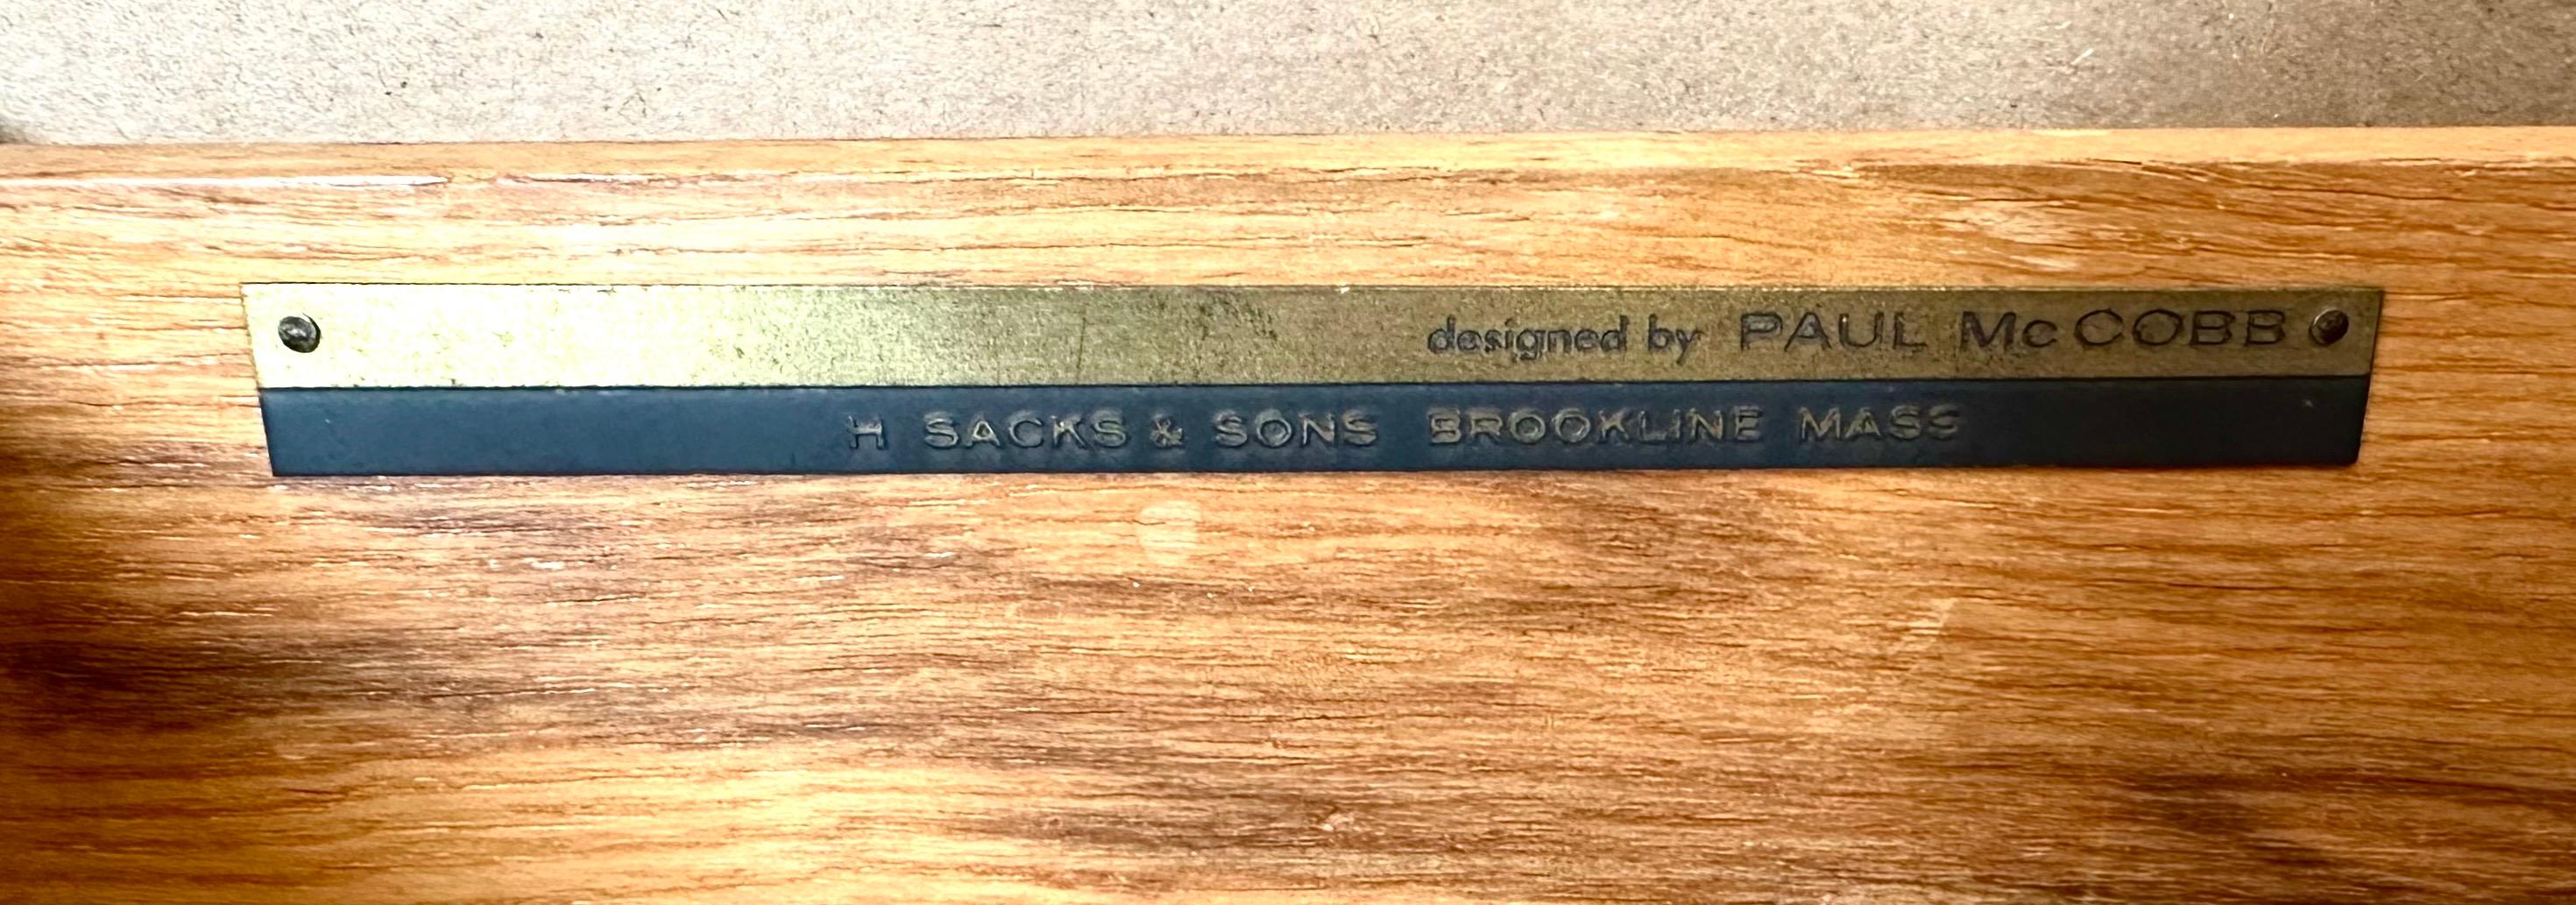 designed by PAUL McCOBB
H SACKS & SONS BROOKLINE MASS